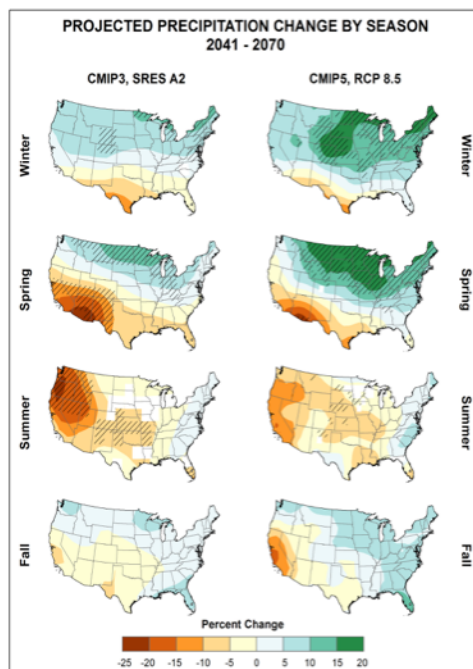 PROJECTED PRECIPITATION CHANGE BY SEASON
2041 - 2070
CMIP3, SRES A2
CMIP5, RCP 8.5
Winter
Winter
Spring
Spring
Summer
Summer
Fall
Fall
Percent Change
-25 -20 -15 -10 -5 0 5 10 15 20